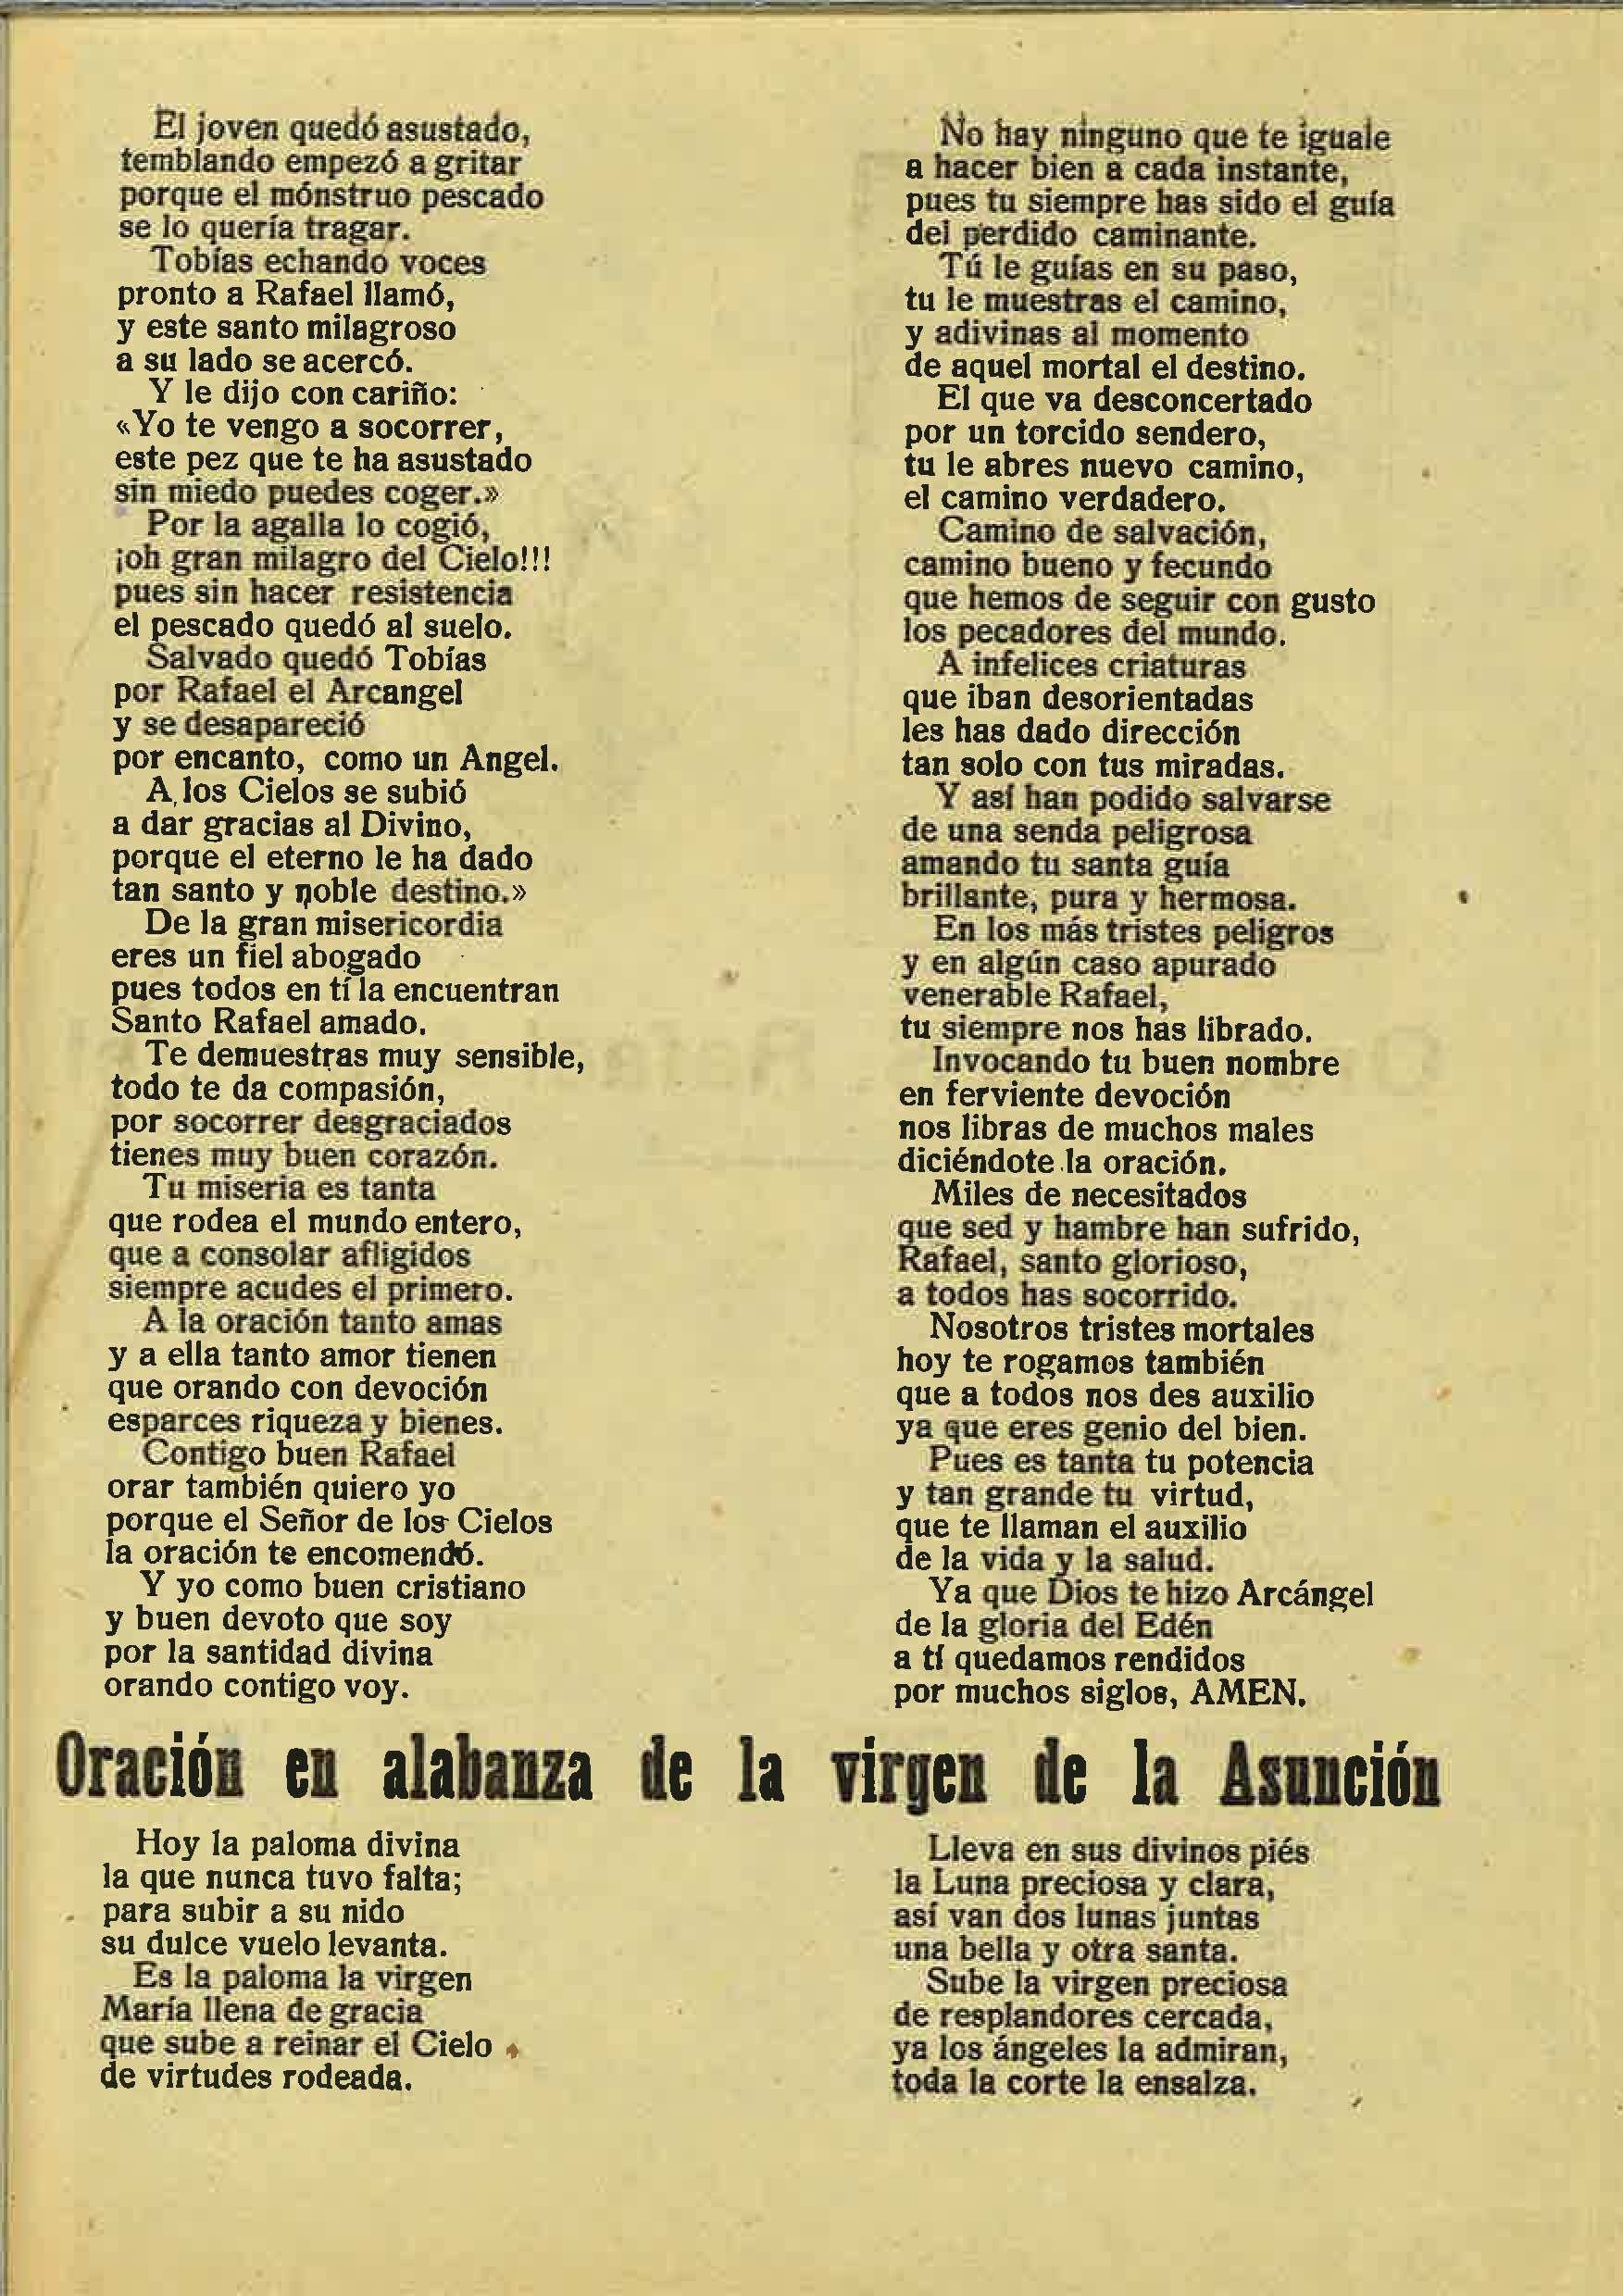 El joven quedó asustado,
temblando empezó a gritar
porque el mónstruo pescado
se lo quería tragar.
Tobías echando voces
pronto a Rafael llamó,
y este santo milagroso
a su lado se acercó.
Y le dijo con cariño:
«Yo te vengo a socorrer,
este pez que te ha asustado
sin miedo puedes coger.»
Por la agalla lo cogió,
¡oh gran milagro del Cielo!!!
pues sin hacer resistencia
el pescado quedó al suelo.
Salvado quedó Tobías
por Rafael el Arcangel
y se desapareció
por encanto, como un Angel.
A los Cielos se subió
a dar gracias al Divino,
porque el eterno le ha dado
tan santo y noble destino.»
De la gran misericordia
eres un fiel abogado
pues todos en tí la encuentran
Santo Rafael amado.
Te demuestras muy sensible,
todo te da compasión,
por socorrer desgraciados
tienes muy buen corazón.
Tu miseria es tanta
que rodea el mundo entero,
que a consolar afligidos
siempre acudes el primero.
A la oración tanto amas
y a ella tanto amor tienen
que orando con devoción
esparces riqueza y bienes.
Contigo buen Rafael
orar también quiero yo
porque el Señor de los Cielos
la oración te encomendó.
Y yo como buen cristiano
y buen devoto que soy
por la santidad divina
orando contigo voy.
No hay ninguno que te iguale
a hacer bien a cada instante,
pues tu siempre has sido el guía
del perdido caminante.
Tú le guías en su paso,
tu le muestras el camino,
y adivinas al momento
de aquel mortal el destino.
El que va desconcertado
por un torcido sendero,
tu le abres nuevo camino,
el camino verdadero.
Camino de salvación,
camino bueno y fecundo
que hemos de seguir con gusto
los pecadores del mundo.
A infelices criaturas
que iban desorientadas
les has dado dirección
tan solo con tus miradas.
Y así han podido salvarse
de una senda peligrosa
amando tu santa guía
brillante, pura y hermosa.
En los más tristes peligros
y en algún caso apurado
venerable Rafael,
tu siempre nos has librado.
Invocando tu buen nombre
en ferviente devoción
nos libras de muchos males
diciéndote la oración.
Miles de necesitados
que sed y hambre han sufrido,
Rafael, santo glorioso,
a todos has socorrido.
Nosotros tristes mortales
hoy te rogamos también
que a todos nos des auxilio
ya que eres genio del bien.
Pues es tanta tu potencia
y tan grande tu virtud,
que te llaman el auxilio
de la vida y la salud.
Ya que Dios te hizo Arcángel
de la gloria del Edén
a tí quedamos rendidos
por muchos siglos, AMEN.
Oración en alabanza de la virgen de la Asunción
Hoy la paloma divina
la que nunca tuvo falta;
para subir a su nido
su dulce vuelo levanta.
Es la paloma la virgen
María llena de gracia
que sube a reinar el Cielo
de virtudes rodeada.
Lleva en sus divinos piés
la Luna preciosa y clara,
así van dos lunas juntas
una bella y otra santa.
Sube la virgen preciosa
de resplandores cercada,
ya los ángeles la admiran,
toda la corte la ensalza.